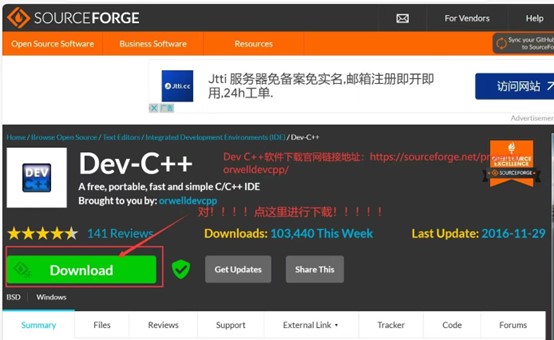 SOURCEFORGE
For Vendors
Help
Open Source Software
Business Software
Resources
Sync your GitHub
to SourceFo
Jtti.cc
Jtti 服务器免备案免实名,邮箱注册即开即
用,24h工单.
访问网站
Advertisemen
Home / Browse Open Source / Text Editors / Integrated Development Environments (IDE) / Dev-C++
DEV
Dev-C++
Dev C++软件下载官网链接地址：https://sourceforge.net/pr
orwelldevcpp/
EXCELLENCE
SOURCEFORGE
A free, portable, fast and simple C/C++ IDE
Brought to you by: orwelldevcpp
对！！！！点这里进行下载！！！！！
141 Reviews
Downloads: 103,440 This Week
Last Update: 2016-11-29
Download
Get Updates
Share This
BSD
Windows
Summary
Files
Reviews
Support
External Link
Tracker
Code
Forums